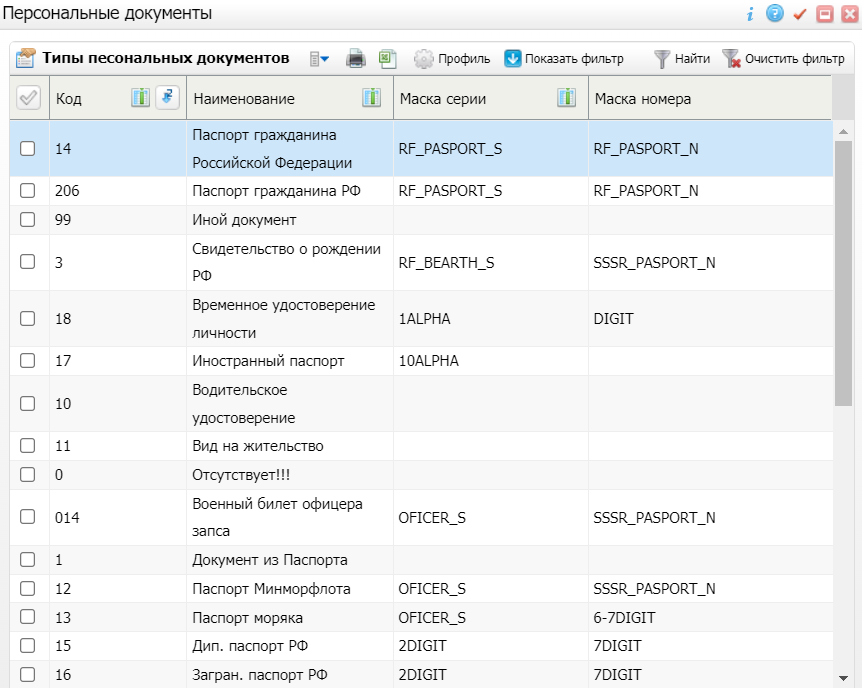 Персональные документы
Типы песональных документов Профиль Показать фильтр Найти Очистить фильтр
Код Наименование Маска серии Маска номера
14 Паспорт гражданина Российской Федерации RF_PASPORT_S RF_PASPORT_N
206 Паспорт гражданина РФ RF_PASPORT_S RF_PASPORT_N
99 Иной документ
3 Свидетельство о рождении РФ RF_BEARTH_S SSSR_PASPORT_N
18 Временное удостоверение личности 1ALPHA DIGIT
17 Иностранный паспорт 10ALPHA
10 Водительское удостоверение
11 Вид на жительство
0 Отсутствует!!!
014 Военный билет офицера запса OFICER_S SSSR_PASPORT_N
1 Документ из Паспорта
12 Паспорт Минморфлота OFICER_S SSSR_PASPORT_N
13 Паспорт моряка OFICER_S 6-7DIGIT
15 Дип. паспорт РФ 2DIGIT 7DIGIT
16 Загран. паспорт РФ 2DIGIT 7DIGIT